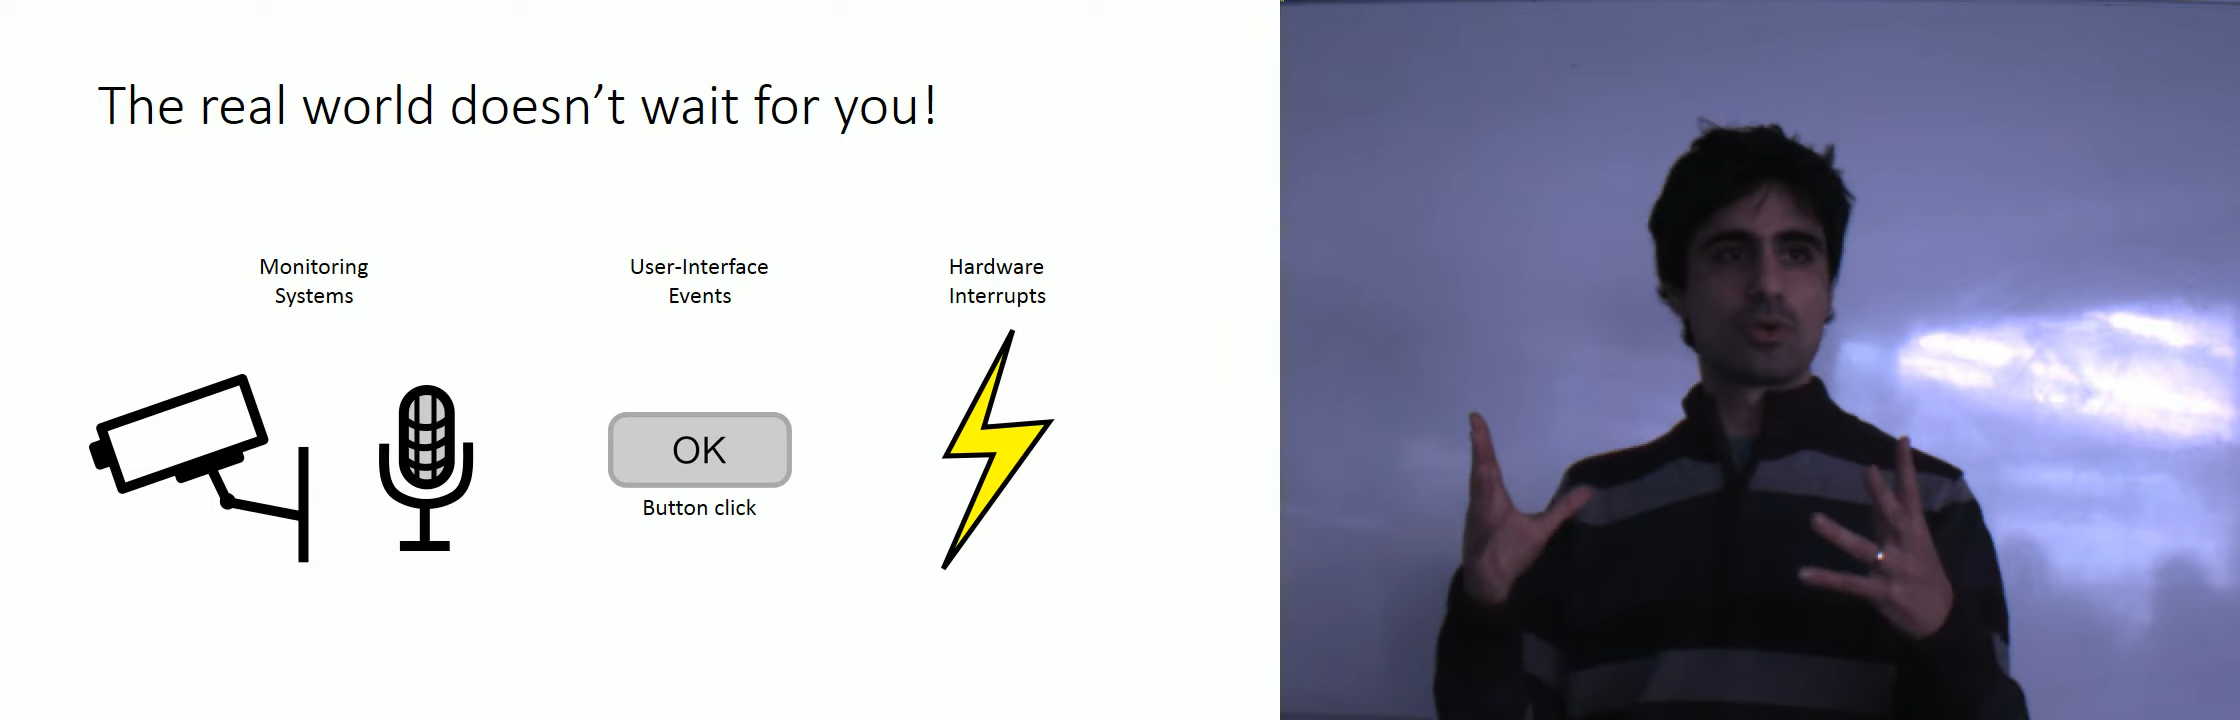 The real world doesn’t wait for you!
Monitoring
Systems
User-Interface
Events
Hardware
Interrupts
OK
Button click